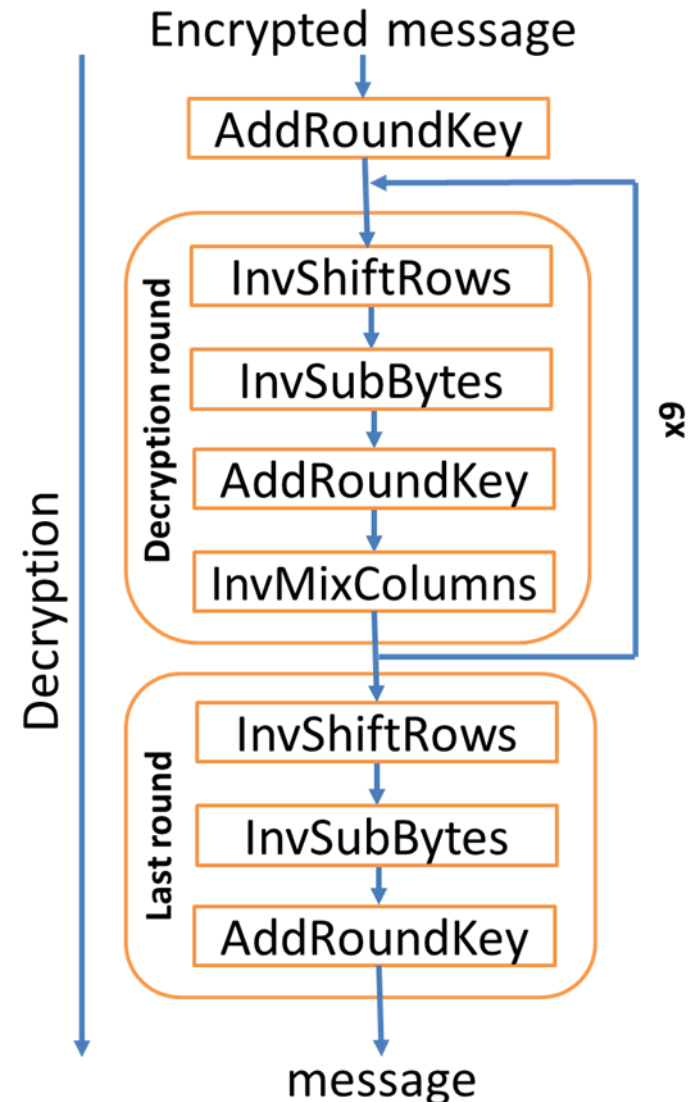 Encrypted message
AddRoundKey
InvShiftRows
InvSubBytes
AddRoundKey
InvMixColumns
Decryption round
x9
Decryption
InvShiftRows
InvSubBytes
AddRoundKey
Last round
message